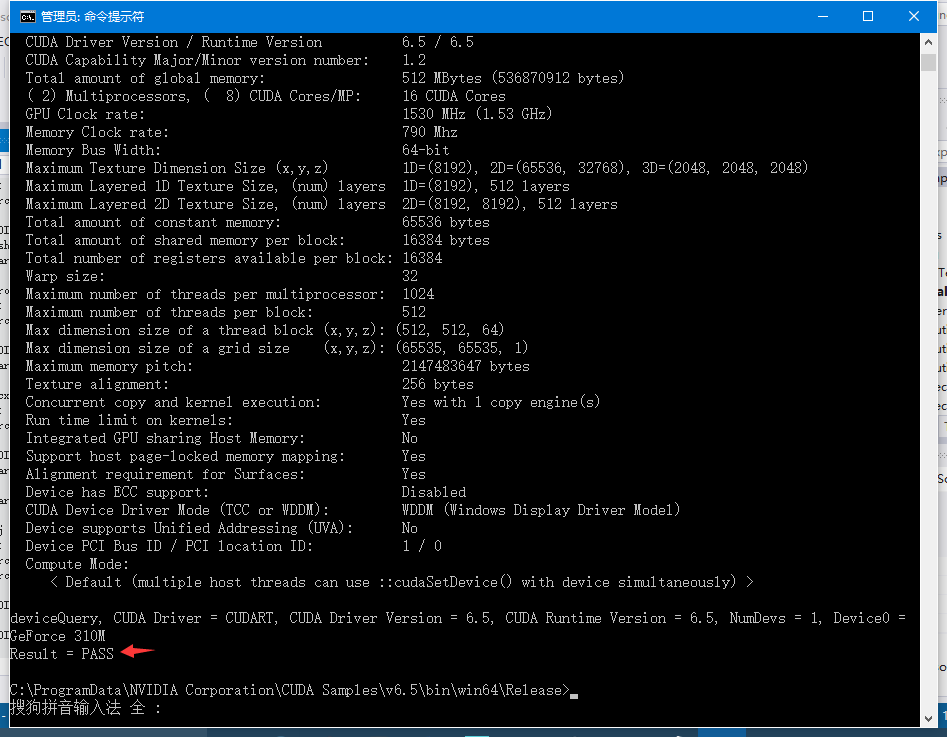 管理员: 命令提示符
CUDA Driver Version / Runtime Version 6.5 / 6.5
CUDA Capability Major/Minor version number: 1.2
Total amount of global memory: 512 MBytes (536870912 bytes)
( 2) Multiprocessors, ( 8) CUDA Cores/MP: 16 CUDA Cores
GPU Clock rate: 1530 MHz (1.53 GHz)
Memory Clock rate: 790 Mhz
Memory Bus Width: 64-bit
Maximum Texture Dimension Size (x,y,z) 1D=(8192), 2D=(65536, 32768), 3D=(2048, 2048, 2048)
Maximum Layered 1D Texture Size, (num) layers 1D=(8192), 512 layers
Maximum Layered 2D Texture Size, (num) layers 2D=(8192, 8192), 512 layers
Total amount of constant memory: 65536 bytes
Total amount of shared memory per block: 16384 bytes
Total number of registers available per block: 16384
Warp size: 32
Maximum number of threads per multiprocessor: 1024
Maximum number of threads per block: 512
Max dimension size of a thread block (x,y,z): (512, 512, 64)
Max dimension size of a grid size (x,y,z): (65535, 65535, 1)
Maximum memory pitch: 2147483647 bytes
Texture alignment: 256 bytes
Concurrent copy and kernel execution: Yes with 1 copy engine(s)
Run time limit on kernels: Yes
Integrated GPU sharing Host Memory: No
Support host page-locked memory mapping: Yes
Alignment requirement for Surfaces: Yes
Device has ECC support: Disabled
CUDA Device Driver Mode (TCC or WDDM): WDDM (Windows Display Driver Model)
Device supports Unified Addressing (UVA): No
Device PCI Bus ID / PCI location ID: 1 / 0
Compute Mode:
< Default (multiple host threads can use ::cudaSetDevice() with device simultaneously) >
deviceQuery, CUDA Driver = CUDART, CUDA Driver Version = 6.5, CUDA Runtime Version = 6.5, NumDevs = 1, Device0 =
GeForce 310M
Result = PASS
C:\ProgramData\NVIDIA Corporation\CUDA Samples\v6.5\bin\win64\Release>
搜狗拼音输入法 全 :